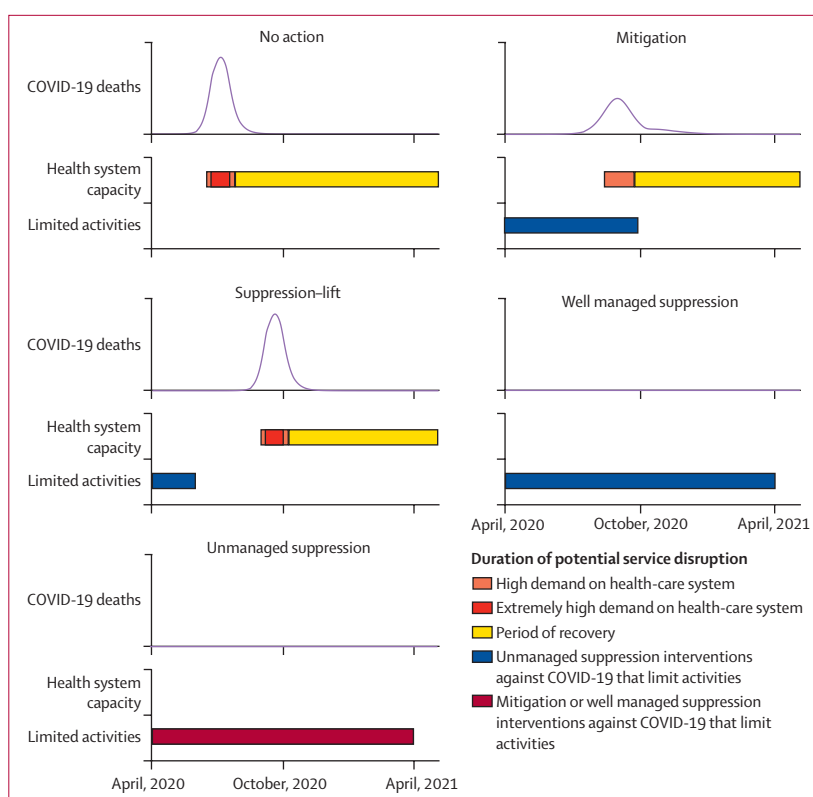 No action
COVID-19 deaths
Health system
capacity
Limited activities
Mitigation
Suppression–lift
COVID-19 deaths
Health system
capacity
Limited activities
Well managed suppression
April, 2020
October, 2020
April, 2021
Unmanaged suppression
COVID-19 deaths
Health system
capacity
Limited activities
April, 2020
October, 2020
April, 2021
Duration of potential service disruption
High demand on health-care system
Extremely high demand on health-care system
Period of recovery
Unmanaged suppression interventions
against COVID-19 that limit activities
Mitigation or well managed suppression
interventions against COVID-19 that limit
activities